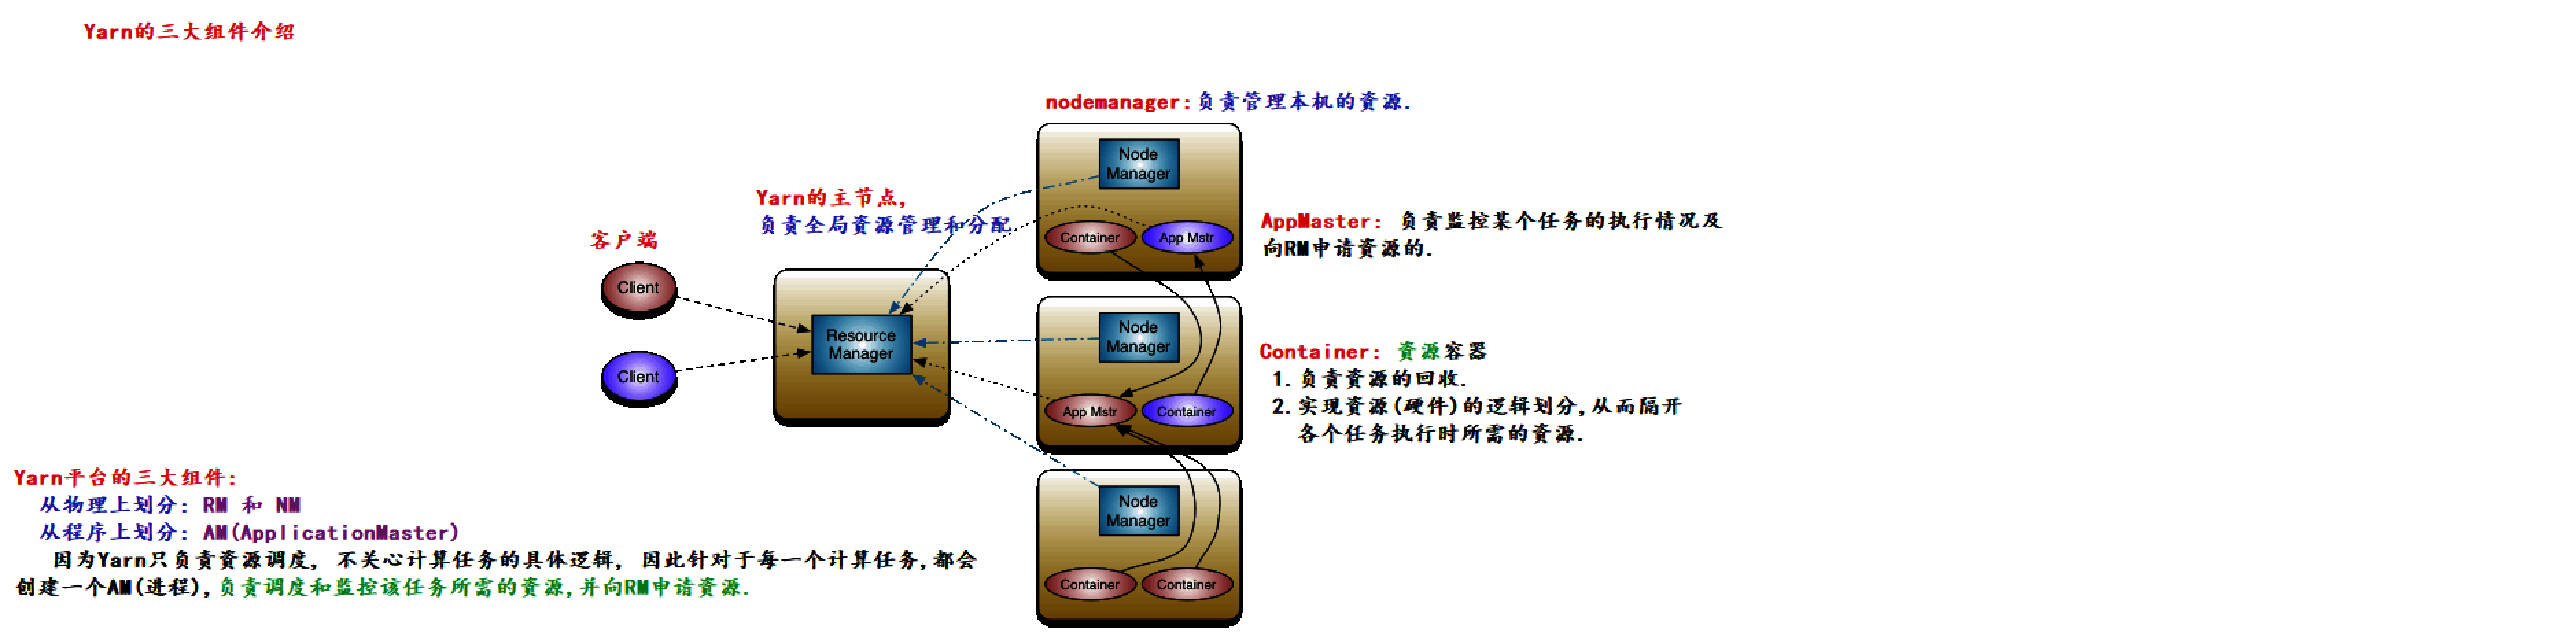 Yarn的三大组件介绍
nodemanager:负责管理本机的资源.
Node
Manager
Yarn的主节点,
负责全局资源管理和分配
Container
App Mstr
AppMaster: 负责监控某个任务的执行情况及
向RM申请资源的.
客户端
Client
Resource
Manager
Node
Manager
Container: 资源容器
1.负责资源的回收.
2.实现资源(硬件)的逻辑划分,从而隔开
各个任务执行时所需的资源.
Client
App Mstr
Container
Yarn平台的三大组件:
从物理上划分: RM 和 NM
从程序上划分: AM(ApplicationMaster)
因为Yarn只负责资源调度, 不关心计算任务的具体逻辑, 因此针对于每一个计算任务,都会
创建一个AM(进程),负责调度和监控该任务所需的资源,并向RM申请资源.
Node
Manager
Container
Container